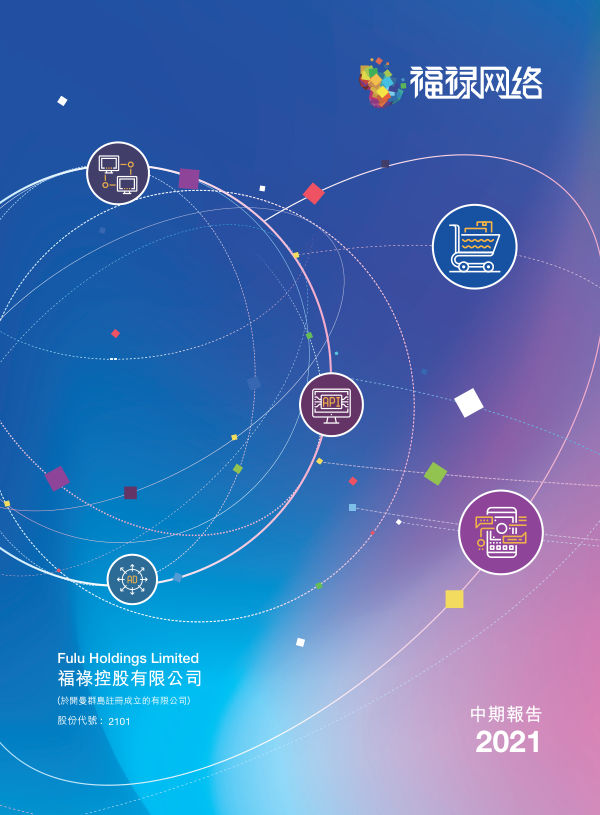 福禄网络
API
AD
Fulu Holdings Limited
福祿控股有限公司
(於開曼群島註冊成立的有限公司)
股份代號：2101
中期報告
2021